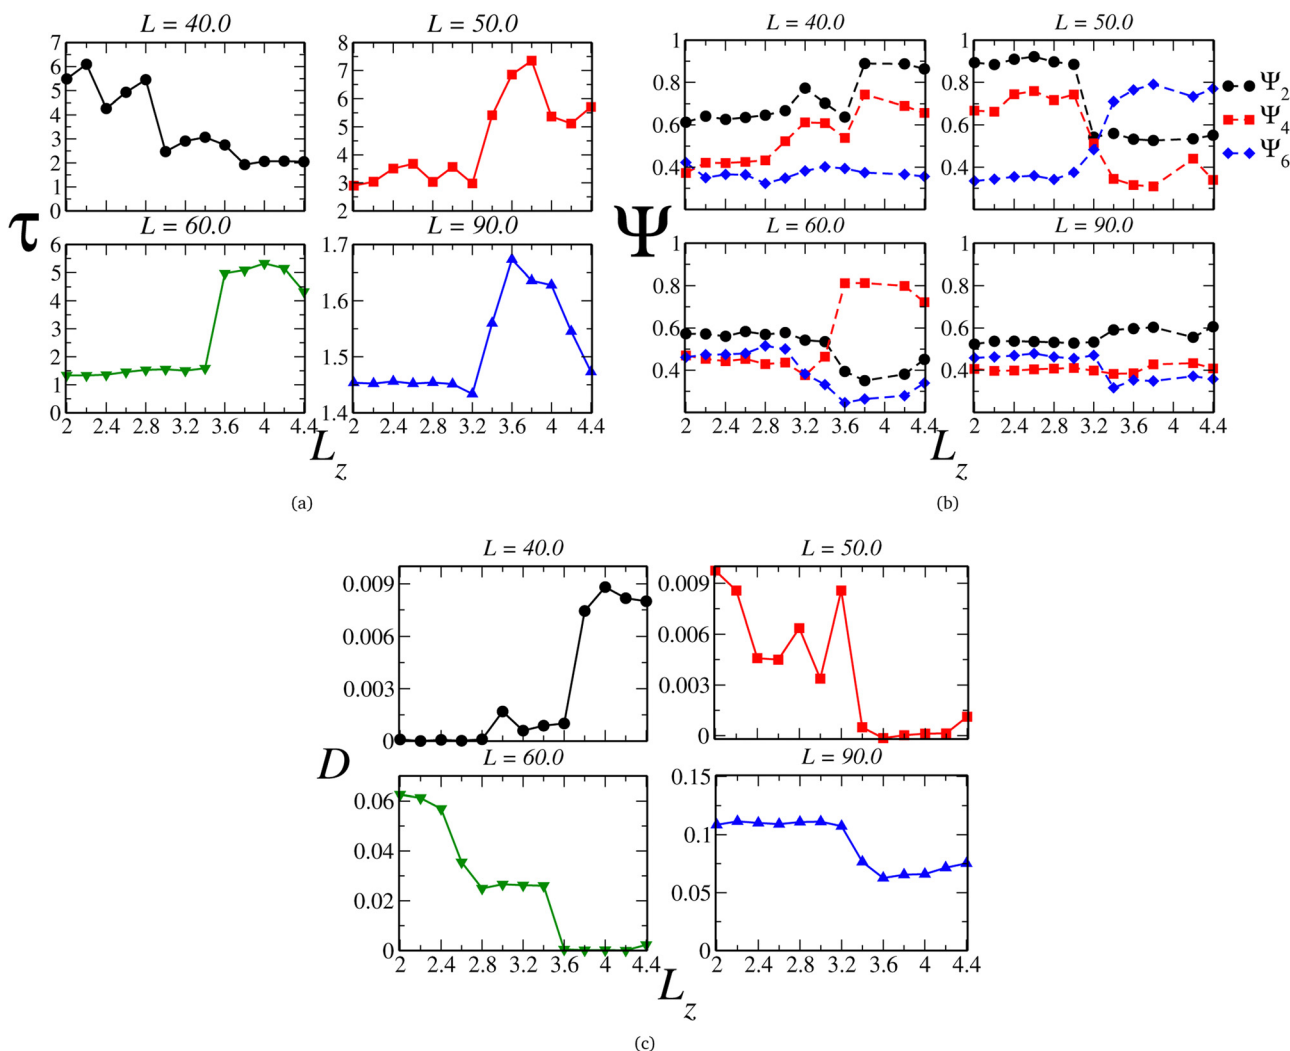 L = 40.0
L = 50.0
7
6
5
4
3
2
1
0
8
7
6
5
4
3
2
τ
L = 60.0
L = 90.0
6
5
4
3
2
1
0
1.7
1.6
1.5
1.4
2 2.4 2.8 3.2 3.6 4 4.4
2 2.4 2.8 3.2 3.6 4 4.4
Lz
(a)
L = 40.0
L = 50.0
1
0.8
0.6
0.4
1
0.8
0.6
0.4
Ψ2
Ψ4
Ψ6
Ψ
L = 60.0
L = 90.0
1
0.8
0.6
0.4
1
0.8
0.6
0.4
2 2.4 2.8 3.2 3.6 4 4.4
2 2.4 2.8 3.2 3.6 4 4.4
Lz
(b)
L = 40.0
L = 50.0
0.009
0.006
0.003
0
0.009
0.006
0.003
0
D
L = 60.0
L = 90.0
0.06
0.04
0.02
0
0.15
0.1
0.05
0
2 2.4 2.8 3.2 3.6 4 4.4
2 2.4 2.8 3.2 3.6 4 4.4
Lz
(c)